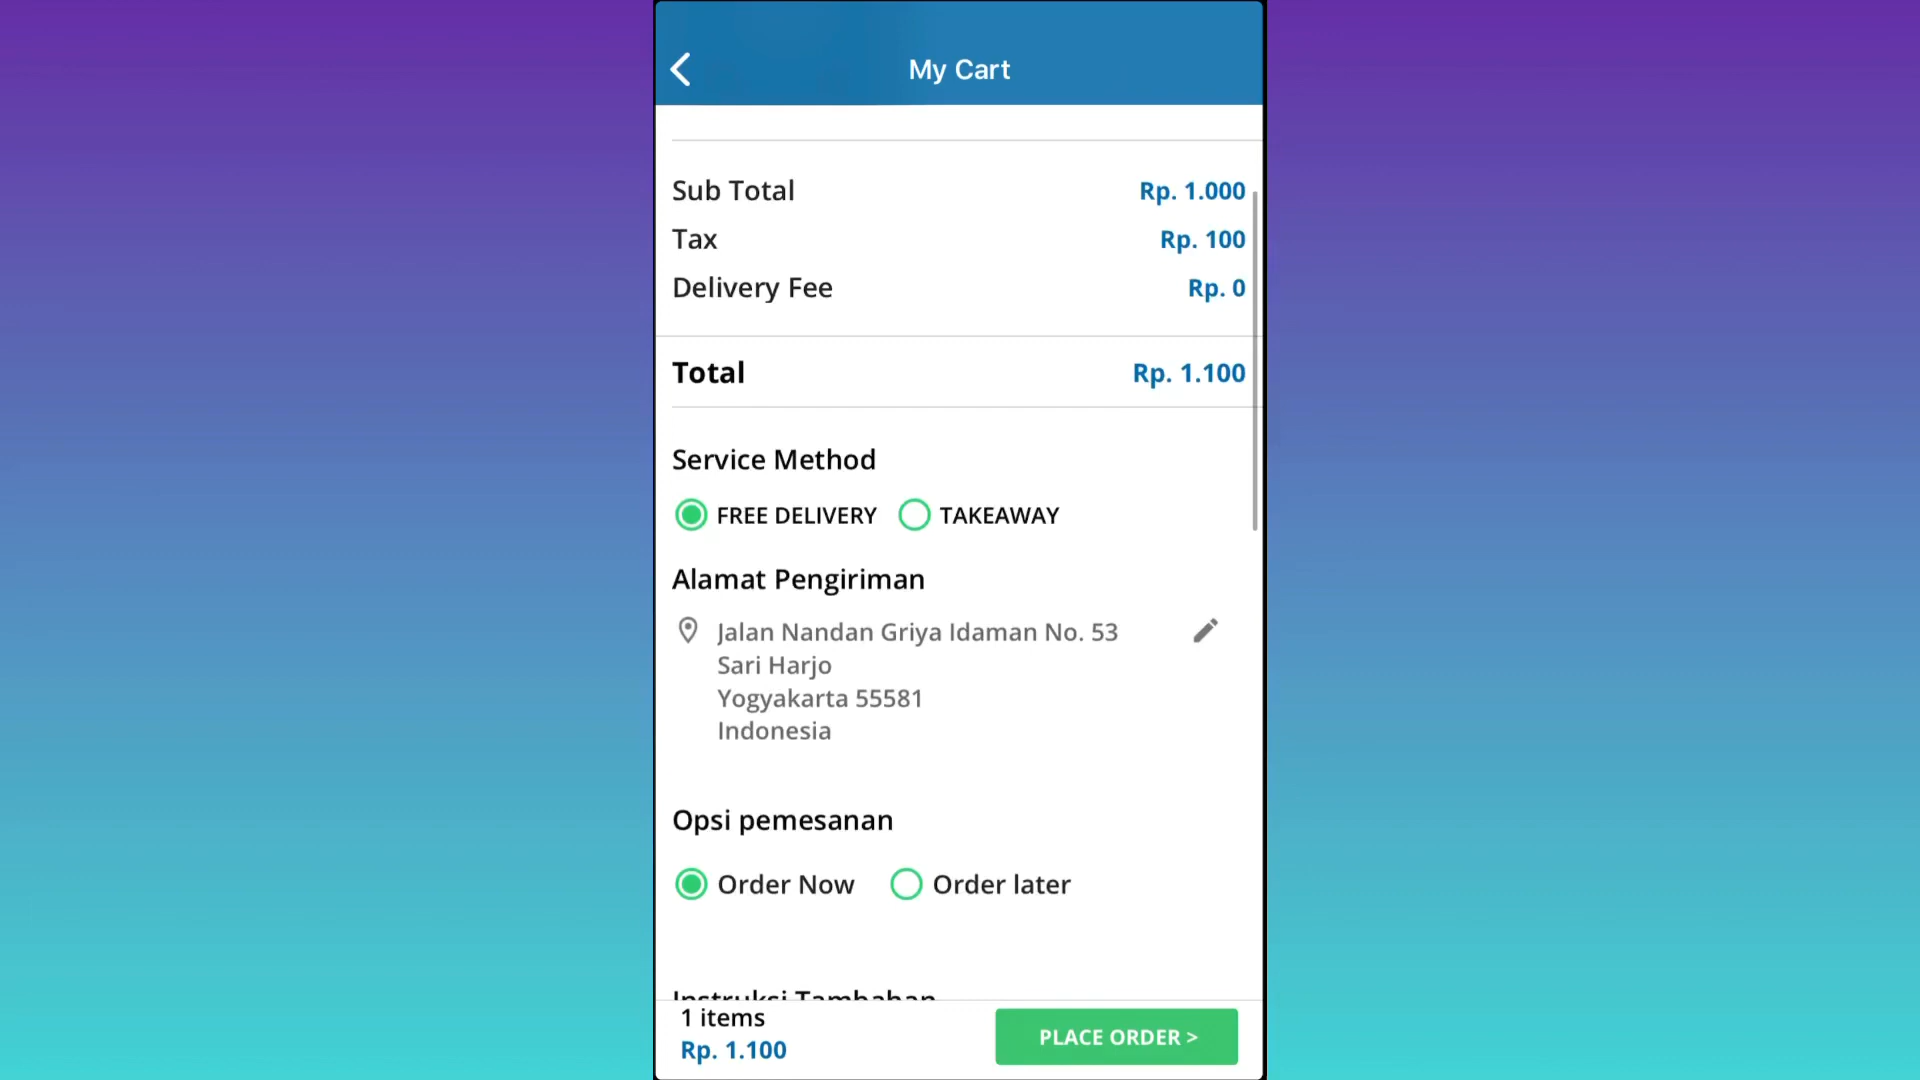 My Cart
Sub Total Rp. 1.000
Tax Rp. 100
Delivery Fee Rp. 0
Total Rp. 1.100
Service Method
FREE DELIVERY TAKEAWAY
Alamat Pengiriman
Jalan Nandan Griya Idaman No. 53
Sari Harjo
Yogyakarta 55581
Indonesia
Opsi pemesanan
Order Now Order later
Instruksi Tambahan
1 items
Rp. 1.100
PLACE ORDER >